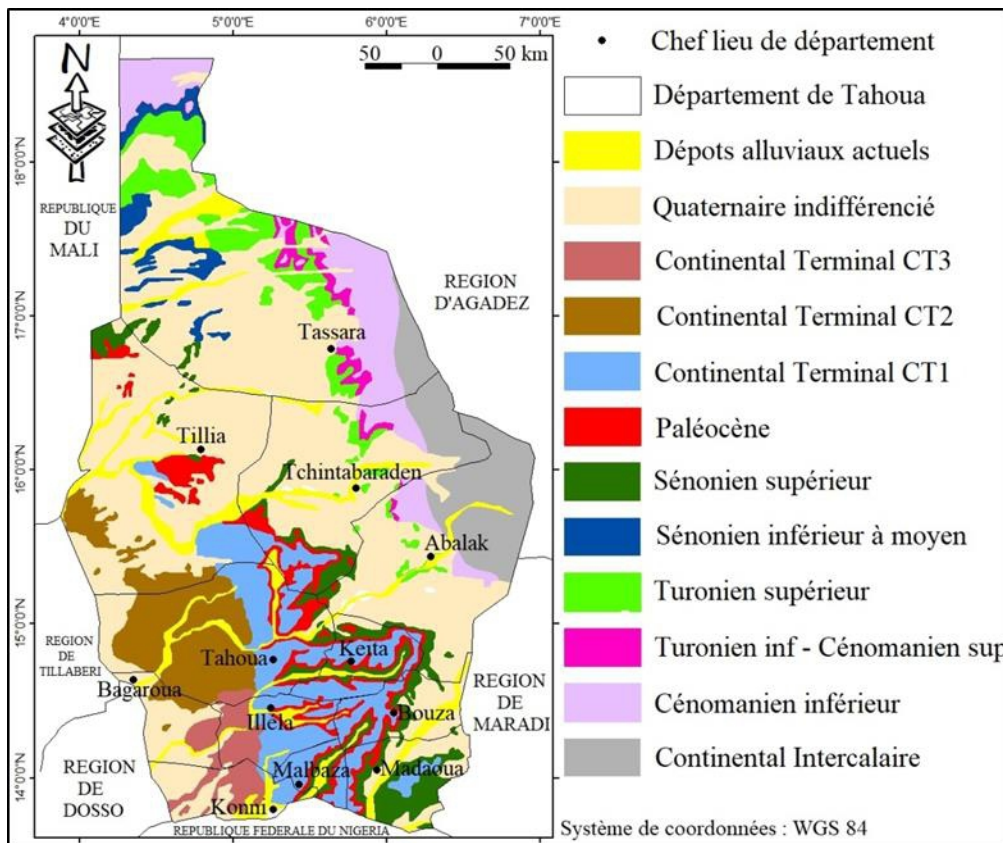 4°0'0"E 5°0'0"E 6°0'0"E 7°0'0"E
N
50 0 50 km
18°0'0"N
17°0'0"N
16°0'0"N
15°0'0"N
14°0'0"N
REPUBLIQUE
DU
MALI
REGION
D'AGADEZ
Tassara
Tillia
Tchintabaraden
Abalak
REGION
DE
TILLABERI
Tahoua
Keita
Bagaroua
REGION
DE
MARADI
Illéla
Bouza
REGION
DE
DOSSO
Malbaza
Madaoua
Konni
REPUBLIQUE FEDERALE DU NIGERIA
Chef lieu de département
Département de Tahoua
Dépots alluviaux actuels
Quaternaire indifférencié
Continental Terminal CT3
Continental Terminal CT2
Continental Terminal CT1
Paléocène
Sénonien supérieur
Sénonien inférieur à moyen
Turonien supérieur
Turonien inf - Cénomanien sup
Cénomanien inférieur
Continental Intercalaire
Système de coordonnées : WGS 84